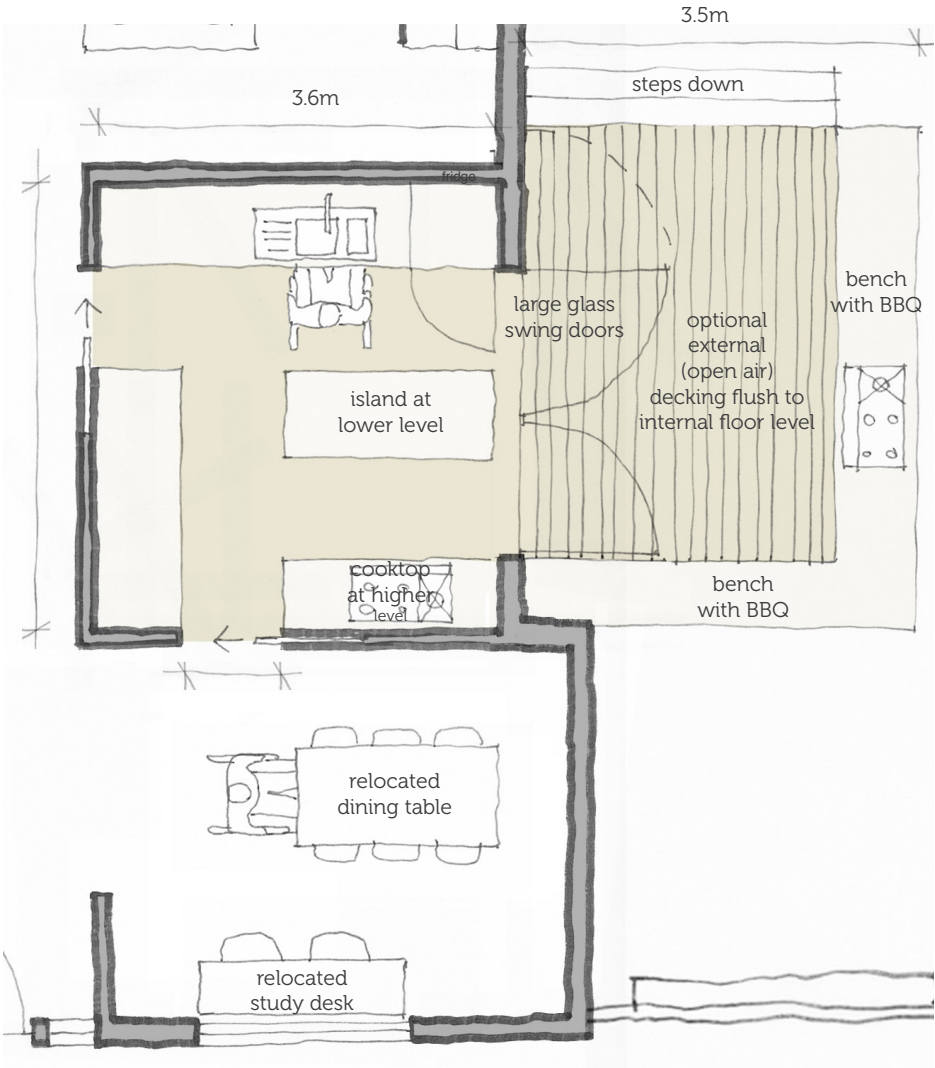 3.5m
steps down
3.6m
fridge
large glass
swing doors
bench
with BBQ
optional
external
(open air)
decking flush to
internal floor level
island at
lower level
cooktop
at higher
level
bench
with BBQ
relocated
dining table
relocated
study desk